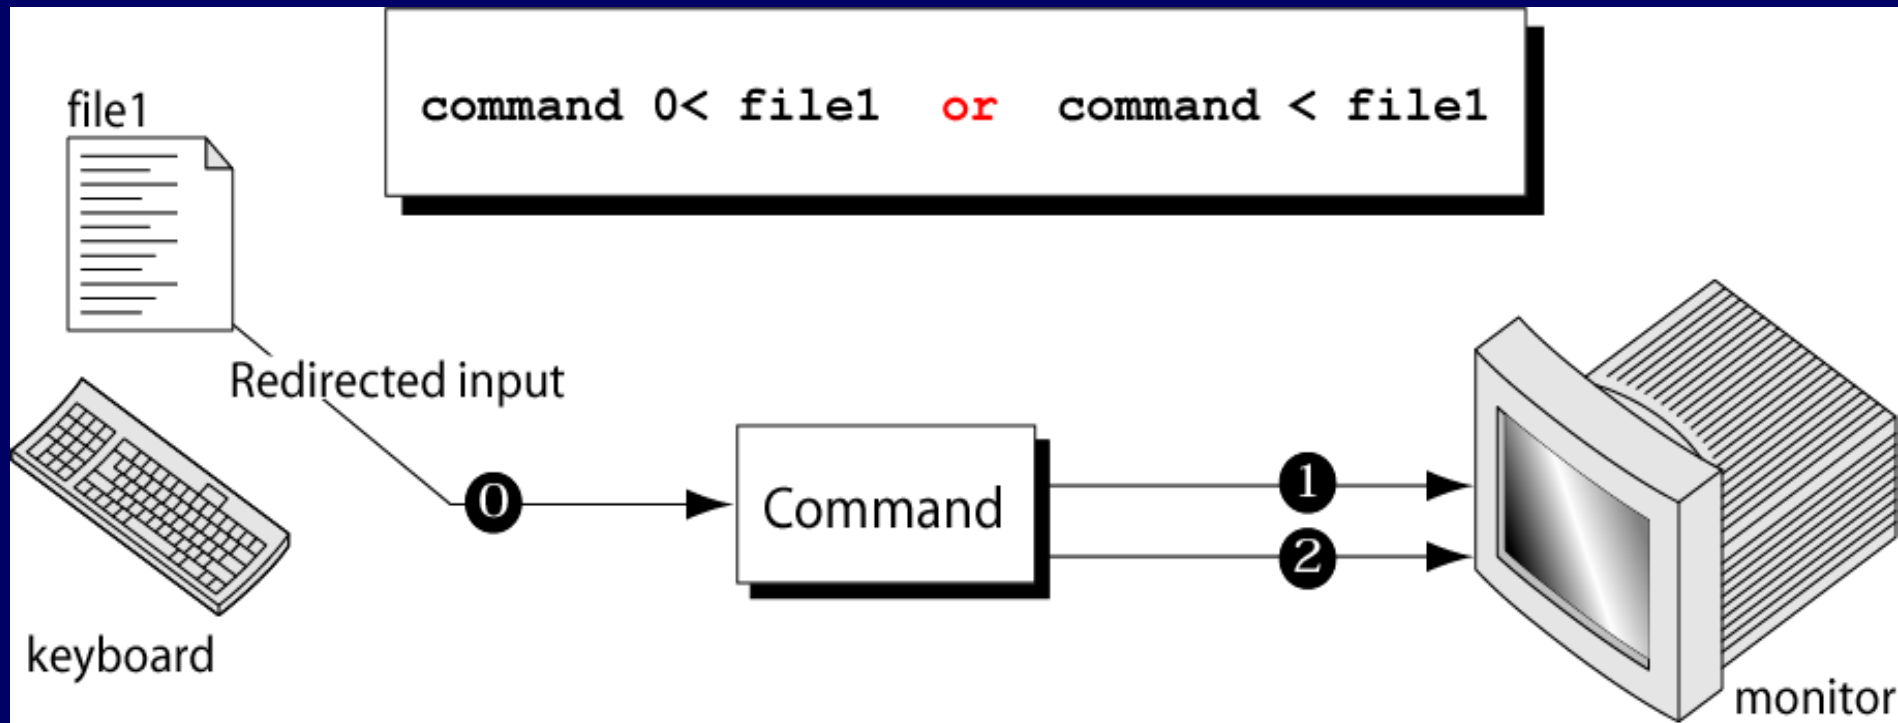 command 0< file1 or command < file1
file1
Redirected input
0
Command
1
2
keyboard
monitor